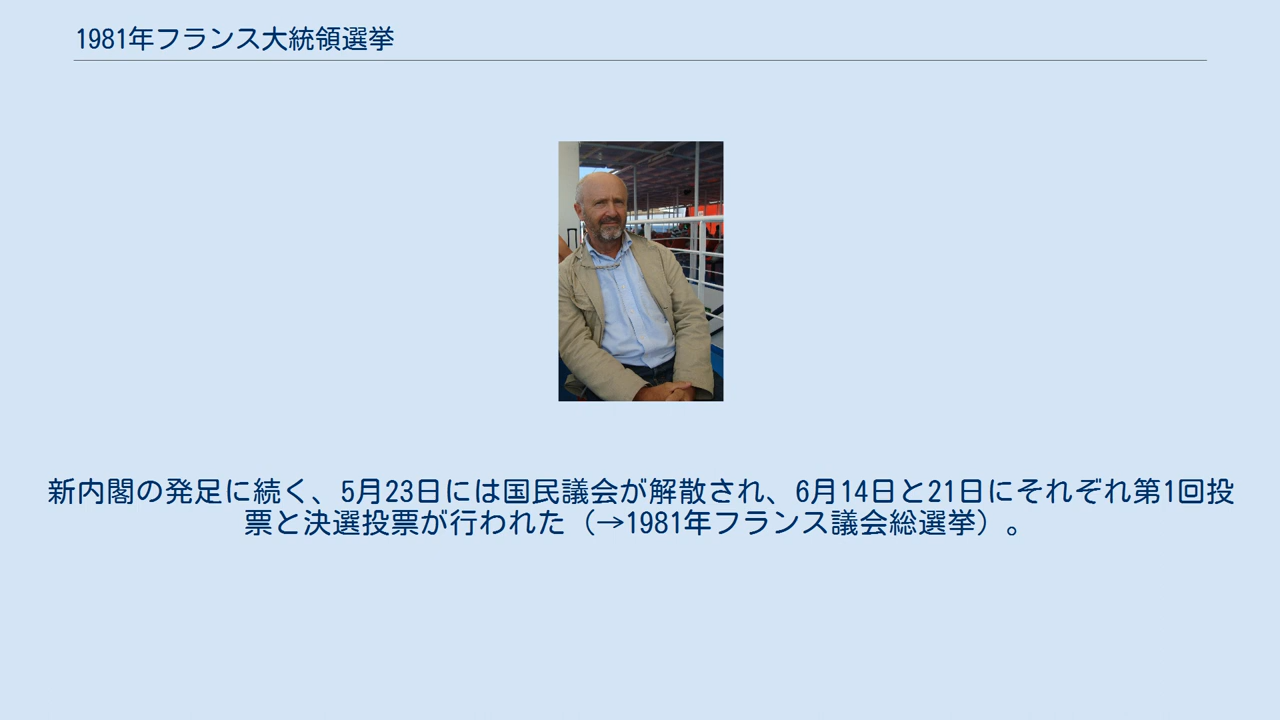 1981年フランス大統領選挙
新内閣の発足に続く、5月23日には国民議会が解散され、6月14日と21日にそれぞれ第1回投
票と決選投票が行われた（→1981年フランス議会総選挙）。